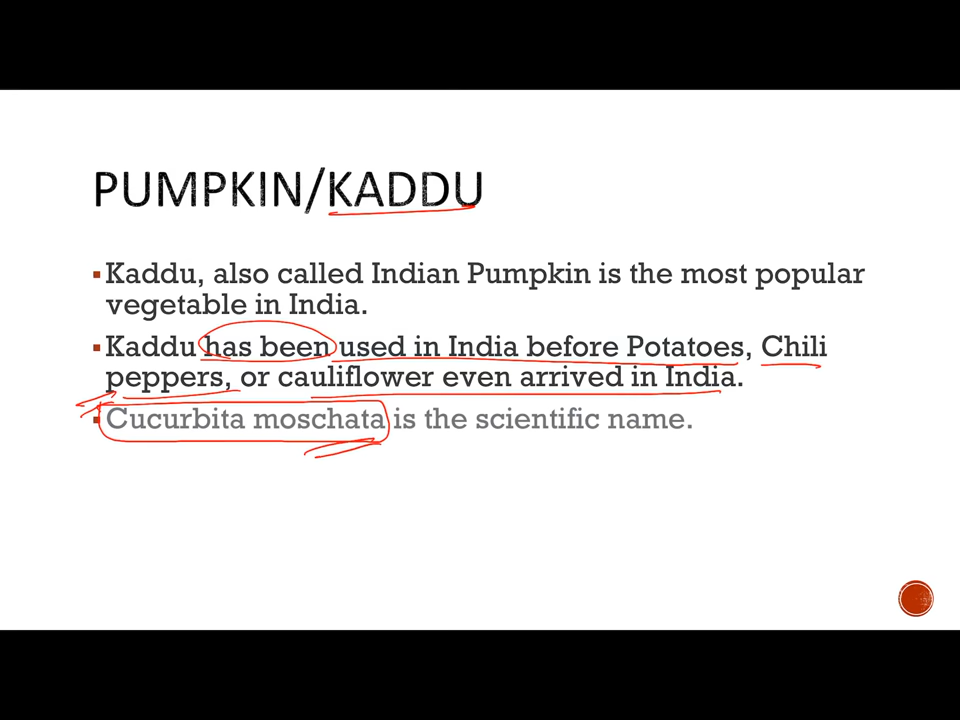 PUMPKIN/KADDU
Kaddu, also called Indian Pumpkin is the most popular
vegetable in India.
Kaddu has been used in India before Potatoes, Chili
peppers, or cauliflower even arrived in India.
Cucurbita moschata is the scientific name.